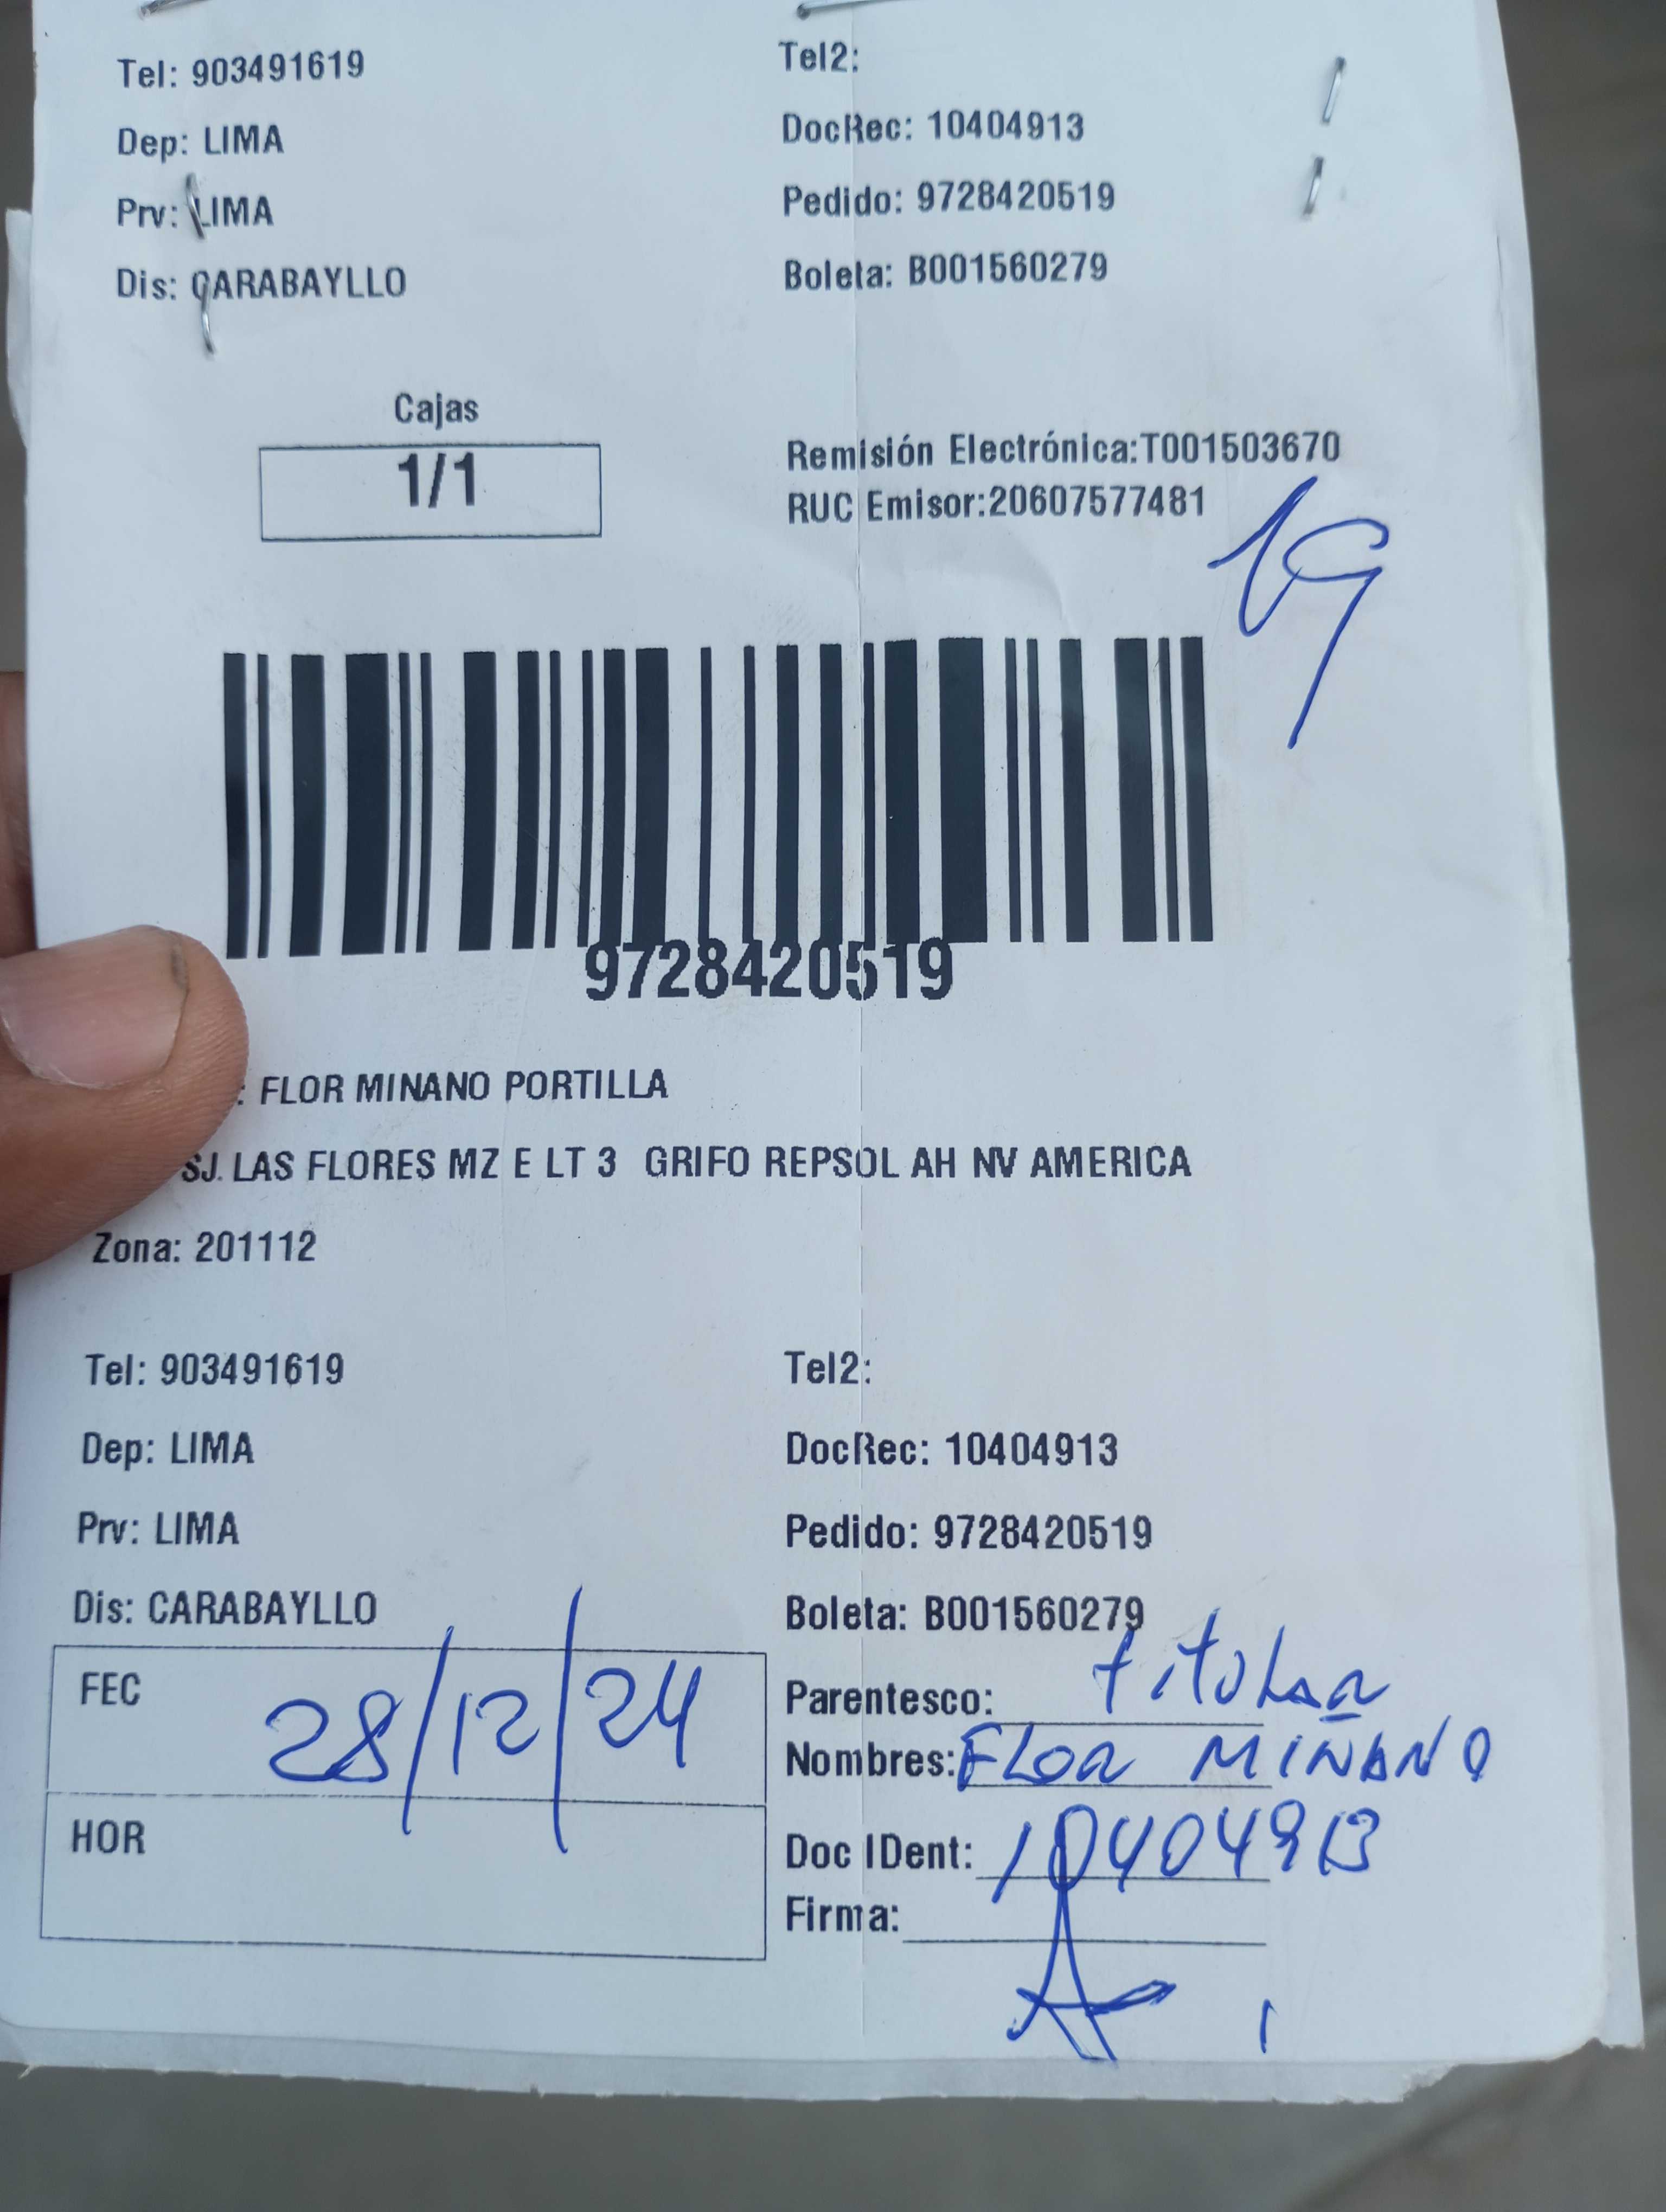 Tel: 903491619 Tel2:
Dep: LIMA DocRec: 10404913
Prv: LIMA Pedido: 9728420519
Dis: CARABAYLLO Boleta: B001560279
Cajas
1/1
Remisión Electrónica:T001503670
RUC Emisor:20607577481
19
9728420519
: FLOR MINANO PORTILLA
SJ. LAS FLORES MZ E LT 3 GRIFO REPSOL AH NV AMERICA
Zona: 201112
Tel: 903491619 Tel2:
Dep: LIMA DocRec: 10404913
Prv: LIMA Pedido: 9728420519
Dis: CARABAYLLO Boleta: B001560279
FEC 28/12/24
HOR
Parentesco: titular
Nombres: FLOR MIÑANO
Doc IDent: 10404913
Firma: